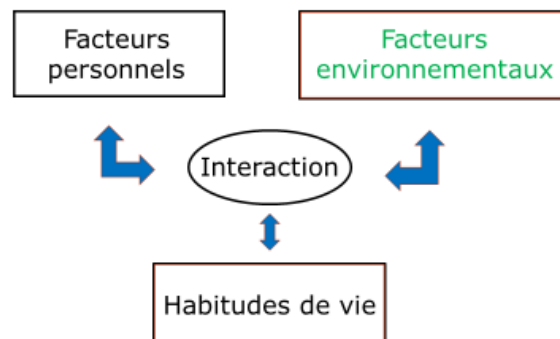 Facteurs
personnels
Facteurs
environnementaux
Interaction
Habitudes de vie